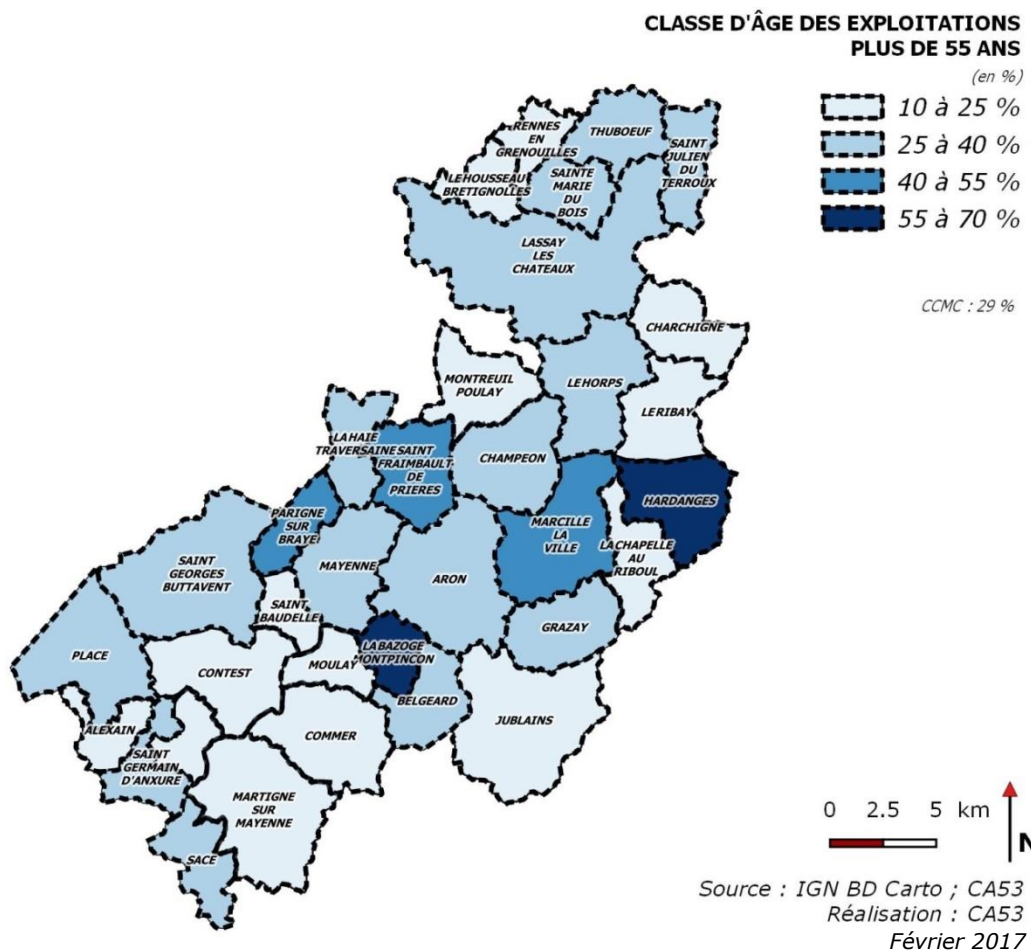 CLASSE D'ÂGE DES EXPLOITATIONS
PLUS DE 55 ANS
(en %)
10 à 25 %
25 à 40 %
40 à 55 %
55 à 70 %
CCMC : 29 %
RENNES
EN
GRENOUILLES
THUBOEUF
SAINT
JULIEN
DU
TERROUX
LE HOUSSEAU
BRETIGNOLLES
SAINTE
MARIE
DU
BOIS
LASSAY
LES
CHATEAUX
CHARCHIGNE
MONTREUIL
POULAY
LE HORPS
LE RIBAY
LA HAIE
TRAVERSAINE
SAINT
FRAIMBAULT
DE
PRIERES
CHAMPEON
HARDANGES
PARIGNE
SUR
BRAYE
MARCILLE
LA
VILLE
LA CHAPELLE
AU
RIBOUL
SAINT
GEORGES
BUTTAVENT
MAYENNE
ARON
SAINT
BAUDELLE
GRAZAY
PLACE
CONTEST
MOULAY
LA BAZOGE
MONTPINCON
BELGEARD
JUBLAINS
ALEXAIN
COMMER
SAINT
GERMAIN
D'ANXURE
MARTIGNE
SUR
MAYENNE
SACE
0 2.5 5 km
N
Source : IGN BD Carto ; CA53
Réalisation : CA53
Février 2017